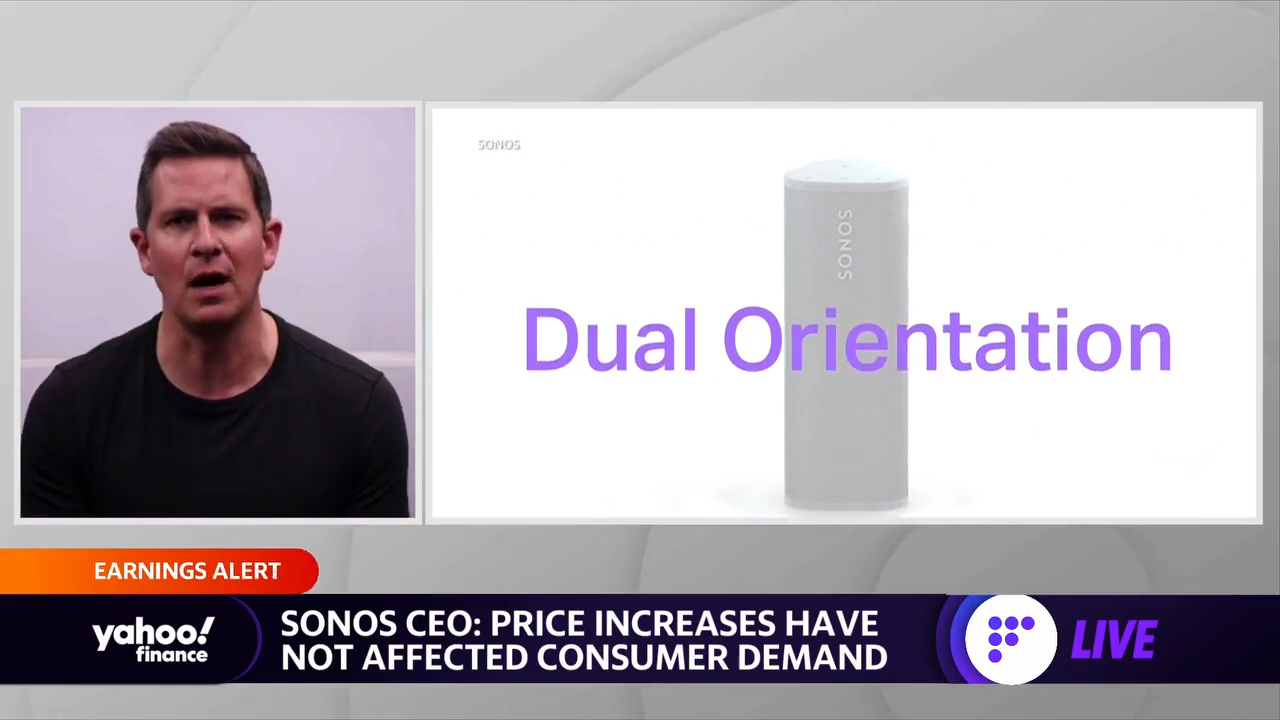 SONOS
SONOS
Dual Orientation
EARNINGS ALERT
yahoo!
finance
SONOS CEO: PRICE INCREASES HAVE
NOT AFFECTED CONSUMER DEMAND
LIVE